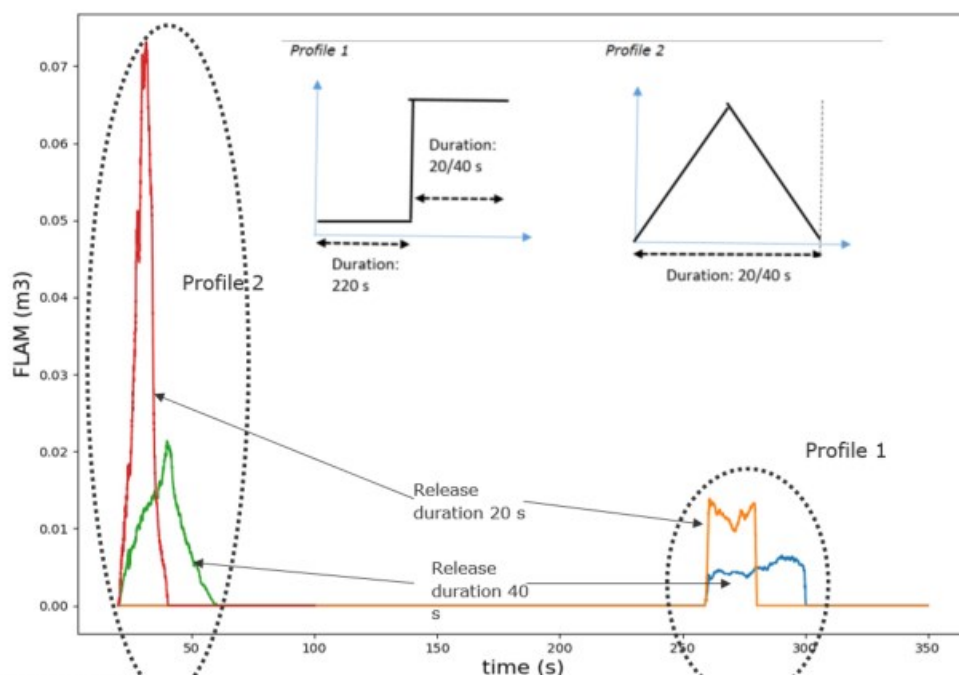 Profile 1
Profile 2
Duration:
20/40 s
Duration:
220 s
Duration: 20/40 s
Profile 2
Profile 1
Release
duration 20 s
Release
duration 40
s
FLAM (m3)
0.07
0.06
0.05
0.04
0.03
0.02
0.01
0.00
50
100
150
200
250
300
350
time (s)